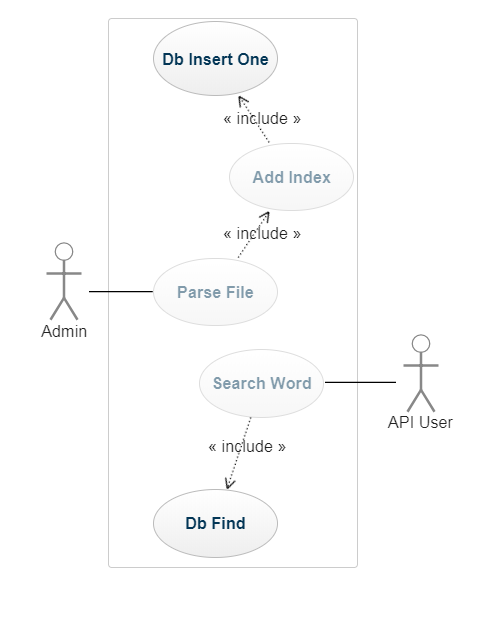 Db Insert One
« include »
Add Index
« include »
Parse File
Admin
Search Word
API User
« include »
Db Find